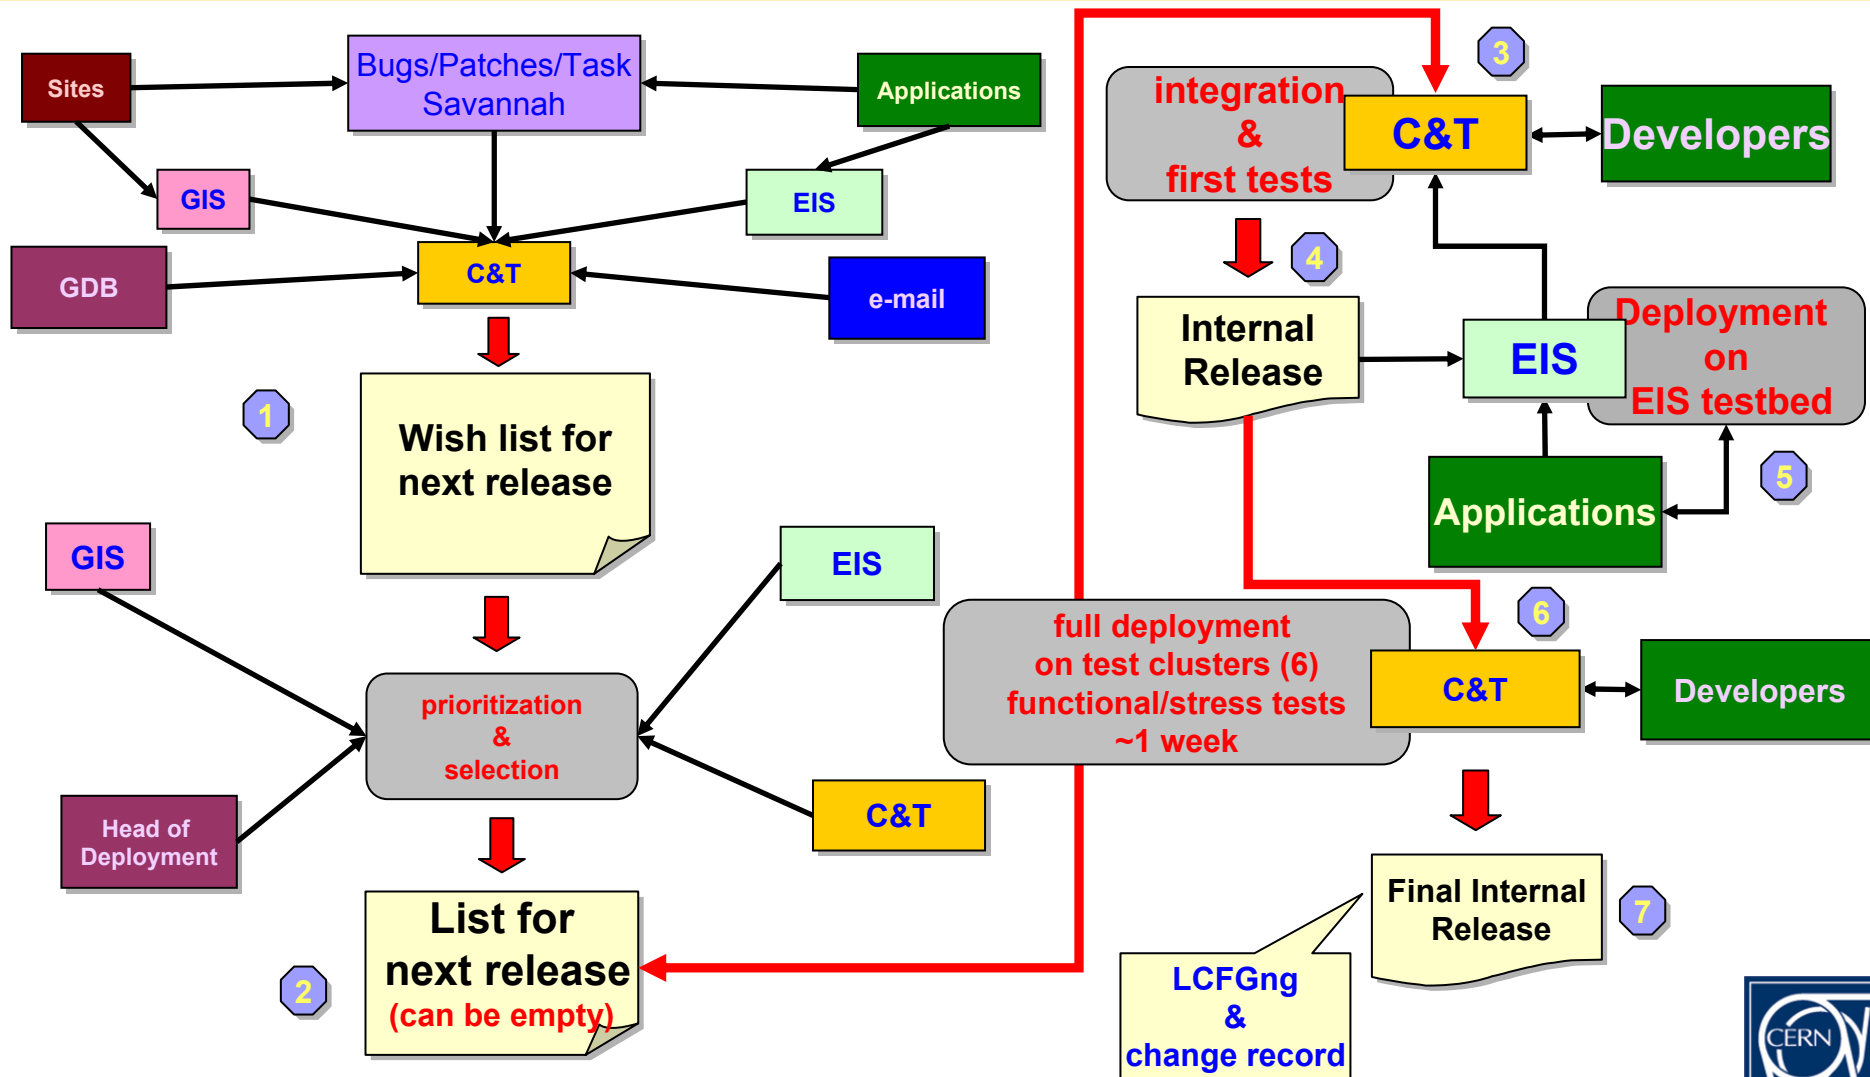 Sites
Bugs/Patches/Task
Savannah
Applications
GIS
EIS
GDB
C&T
e-mail
1
Wish list for
next release
GIS
EIS
prioritization
&
selection
Head of
Deployment
C&T
2
List for
next release
(can be empty)
3
integration
&
first tests
C&T
Developers
4
Internal
Release
EIS
Deployment
on
EIS testbed
Applications
5
6
full deployment
on test clusters (6)
functional/stress tests
~1 week
C&T
Developers
Final Internal
Release
7
LCFGng
&
change record
CERN